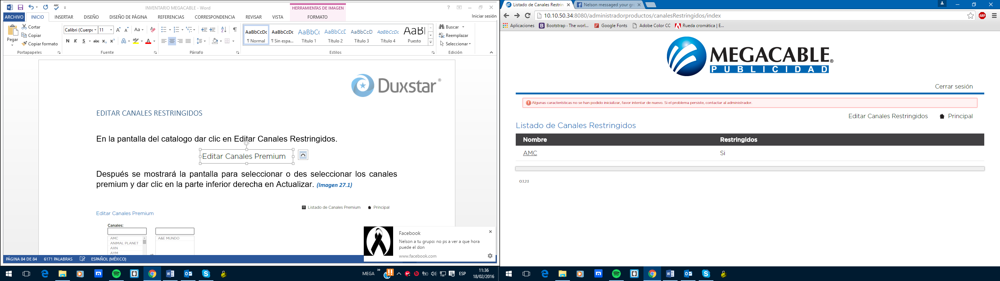 INVENTARIO MEGACABLE - Word
HERRAMIENTAS DE IMAGEN
ARCHIVO INICIO INSERTAR DISEÑO DISEÑO DE PÁGINA REFERENCIAS CORRESPONDENCIA REVISAR VISTA FORMATO Iniciar sesión
Pegar
Cortar
Copiar
Copiar formato
Portapapeles
Calibri (Cuerpo 11
N K S abc x₂ x²
Fuente
Párrafo
AaBbCcDc AaBbCcDc AaBbC( AaBbCcE AaBbCcD AaBbCcDc AaBl
¶ Normal ¶ Sin espa... Título 1 Título 2 Título 3 Título 4 Puesto
Estilos
Buscar
Reemplazar
Seleccionar
Edición
Duxstar®
EDITAR CANALES RESTRINGIDOS
En la pantalla del catalogo dar clic en Editar Canales Restringidos.
Editar Canales Premium
Después se mostrará la pantalla para seleccionar o des seleccionar los canales
premium y dar clic en la parte inferior derecha en Actualizar. (Imagen 27.1)
Listado de Canales Premium Principal
Editar Canales Premium
Canales:
AMC
ANIMAL PLANET
AXN
AYM
A&E MUNDO
Facebook
Nelson a tu grupo: no ps a ver a que hora
puede el don
www.facebook.com
PÁGINA 84 DE 84 6171 PALABRAS ESPAÑOL (MÉXICO)
MEGA » ESP 11:36
18/02/2016
Listado de Canales Restrin
Nelson messaged your gro
10.10.50.34:8080/administradorproductos/canalesRestringidos/index
ABP
Aplicaciones Bootstrap · The worl... Google Fonts Adobe Color CC Rueda cromática | E...
MEGACABLE®
PUBLICIDAD
Cerrar sesión
Algunas características no se han podido inicializar, favor intentar de nuevo. Si el problema persiste, contactar al administrador.
Editar Canales Restringidos Principal
Listado de Canales Restringidos
Nombre Restringidos
AMC Si
0.1.23